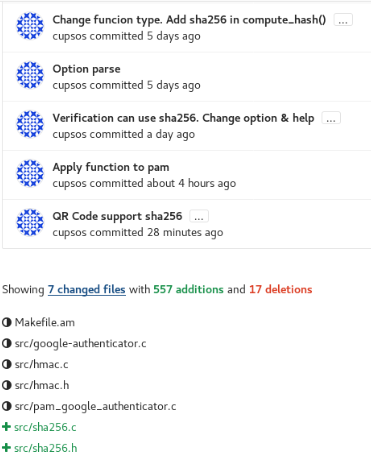 Change funcion type. Add sha256 in compute_hash() ...
cupsos committed 5 days ago
Option parse
cupsos committed 5 days ago
Verification can use sha256. Change option & help ...
cupsos committed a day ago
Apply function to pam
cupsos committed about 4 hours ago
QR Code support sha256 ...
cupsos committed 28 minutes ago
Showing 7 changed files with 557 additions and 17 deletions
Makefile.am
src/google-authenticator.c
src/hmac.c
src/hmac.h
src/pam_google_authenticator.c
src/sha256.c
src/sha256.h